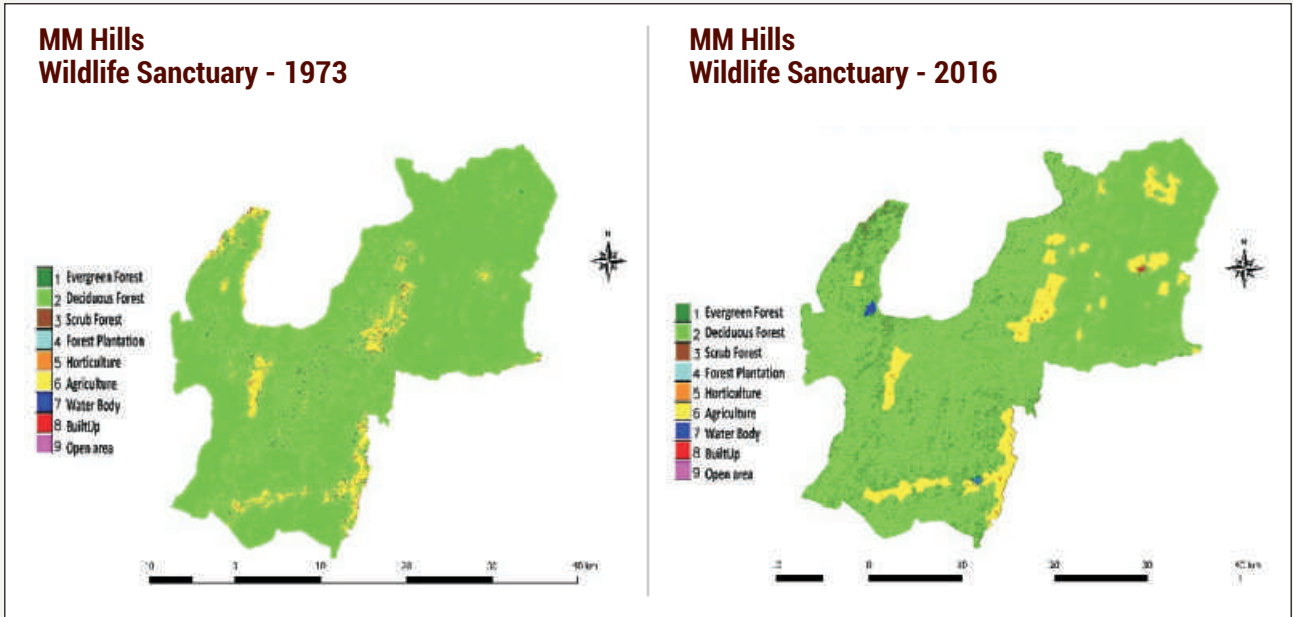 MM Hills
Wildlife Sanctuary - 1973
N
1 Evergreen Forest
2 Deciduous Forest
3 Scrub Forest
4 Forest Plantation
5 Horticulture
6 Agriculture
7 Water Body
8 BuiltUp
9 Open area
10 20 30 40 km
MM Hills
Wildlife Sanctuary - 2016
N
1 Evergreen Forest
2 Deciduous Forest
3 Scrub Forest
4 Forest Plantation
5 Horticulture
6 Agriculture
7 Water Body
8 BuiltUp
9 Open area
20 30